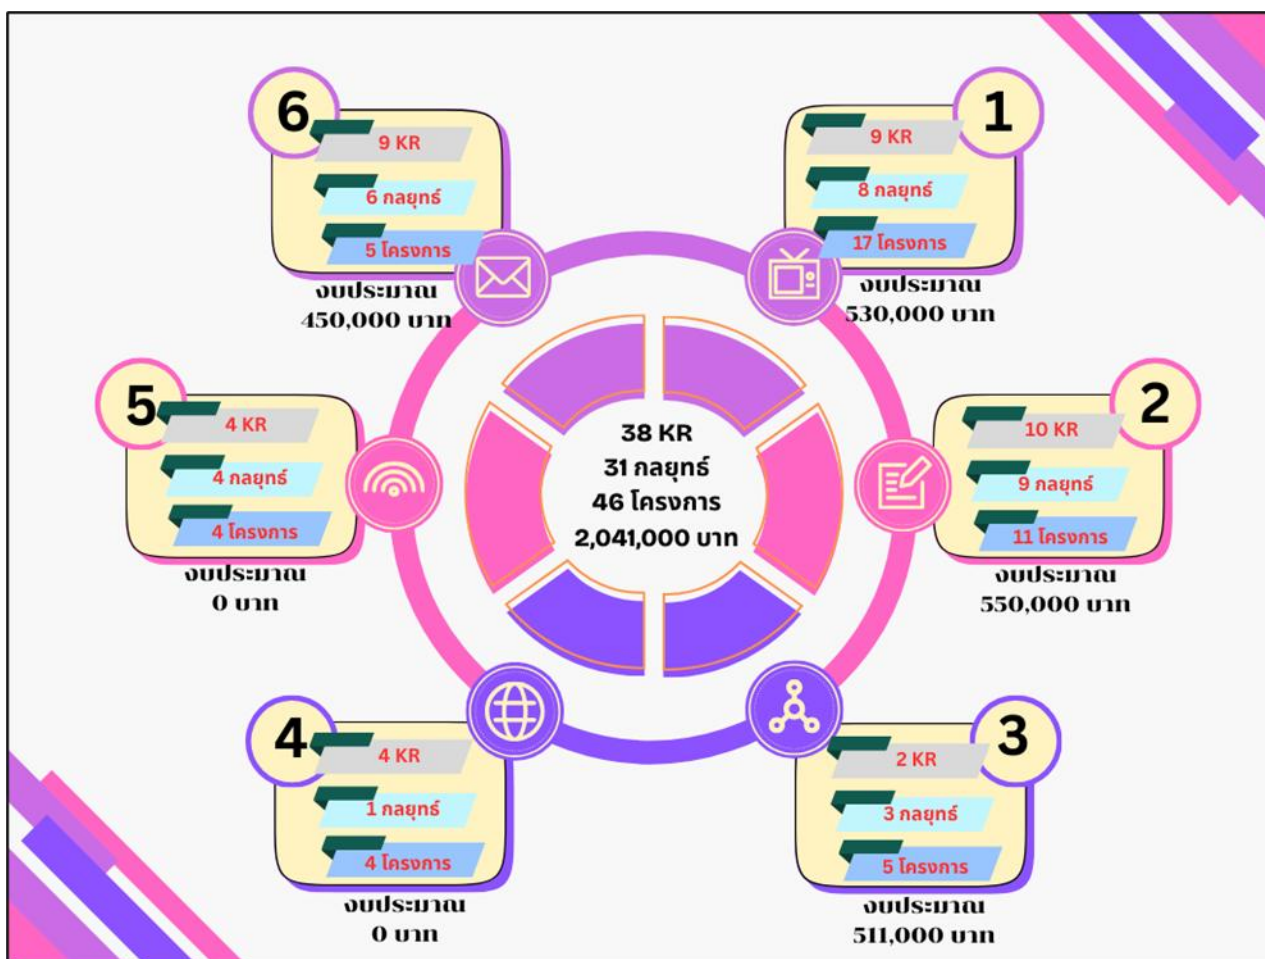 1
9 KR
8 กลยุทธ์
17 โครงการ
งบประมาณ
530,000 บาท
2
10 KR
9 กลยุทธ์
11 โครงการ
งบประมาณ
550,000 บาท
3
2 KR
3 กลยุทธ์
5 โครงการ
งบประมาณ
511,000 บาท
4
4 KR
1 กลยุทธ์
4 โครงการ
งบประมาณ
0 บาท
5
4 KR
4 กลยุทธ์
4 โครงการ
งบประมาณ
0 บาท
6
9 KR
6 กลยุทธ์
5 โครงการ
งบประมาณ
450,000 บาท
38 KR
31 กลยุทธ์
46 โครงการ
2,041,000 บาท